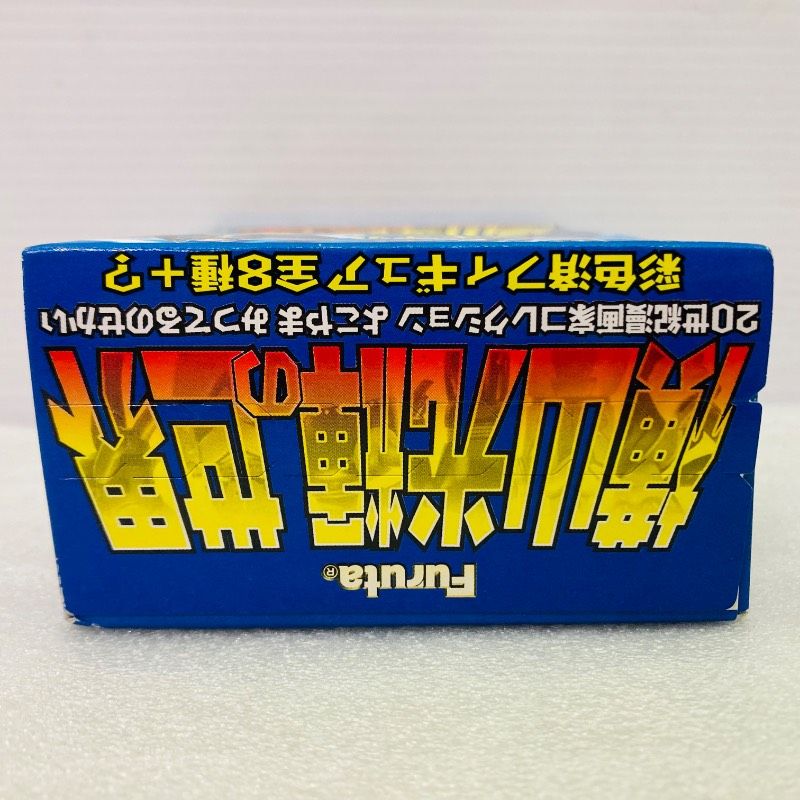 Furuta®
横山光輝の世界
20世紀漫画家コレクション よこやま みつてるのせかい
彩色済フィギュア全8種+?